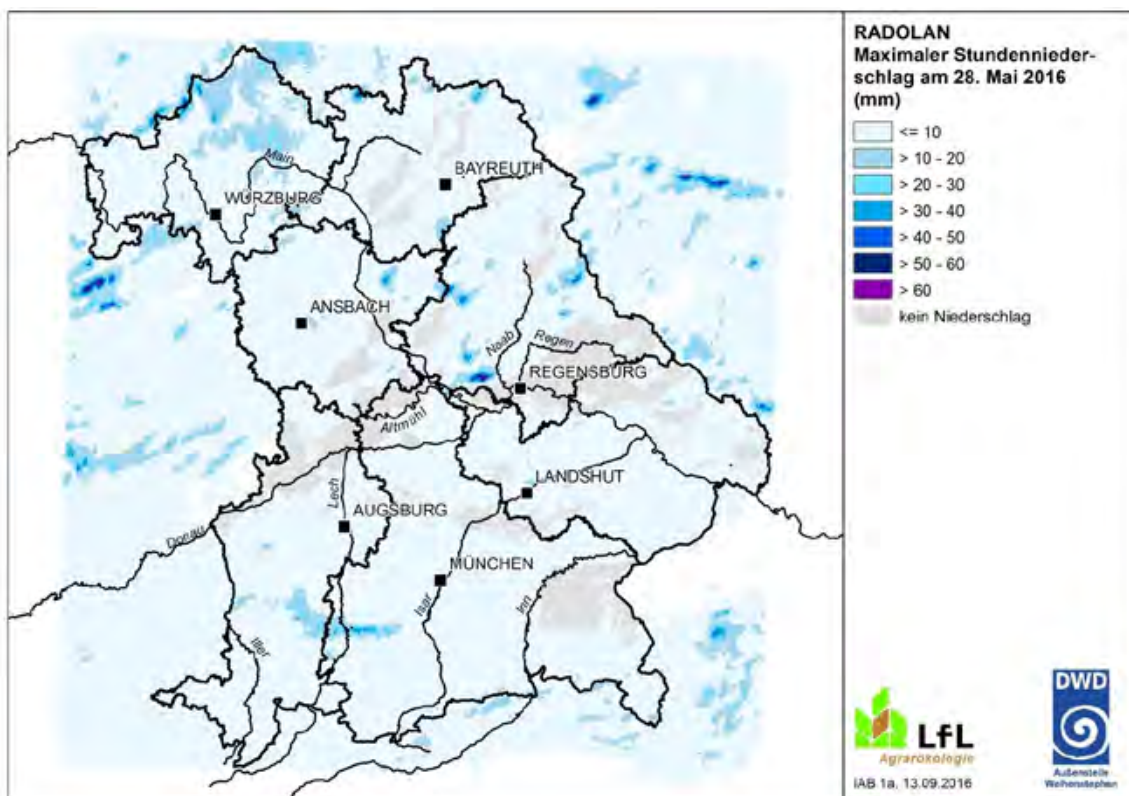 RADOLAN
Maximaler Stundennieder-
schlag am 28. Mai 2016
(mm)
<= 10
> 10 - 20
> 20 - 30
> 30 - 40
> 40 - 50
> 50 - 60
> 60
kein Niederschlag
Main
BAYREUTH
WÜRZBURG
ANSBACH
Naab
Regen
REGENSBURG
Altmühl
LANDSHUT
Lech
AUGSBURG
Donau
MÜNCHEN
Isar
Inn
Iller
LfL
Agrarökologie
IAB 1a, 13.09.2016
DWD
Außenstelle
Weihenstephan